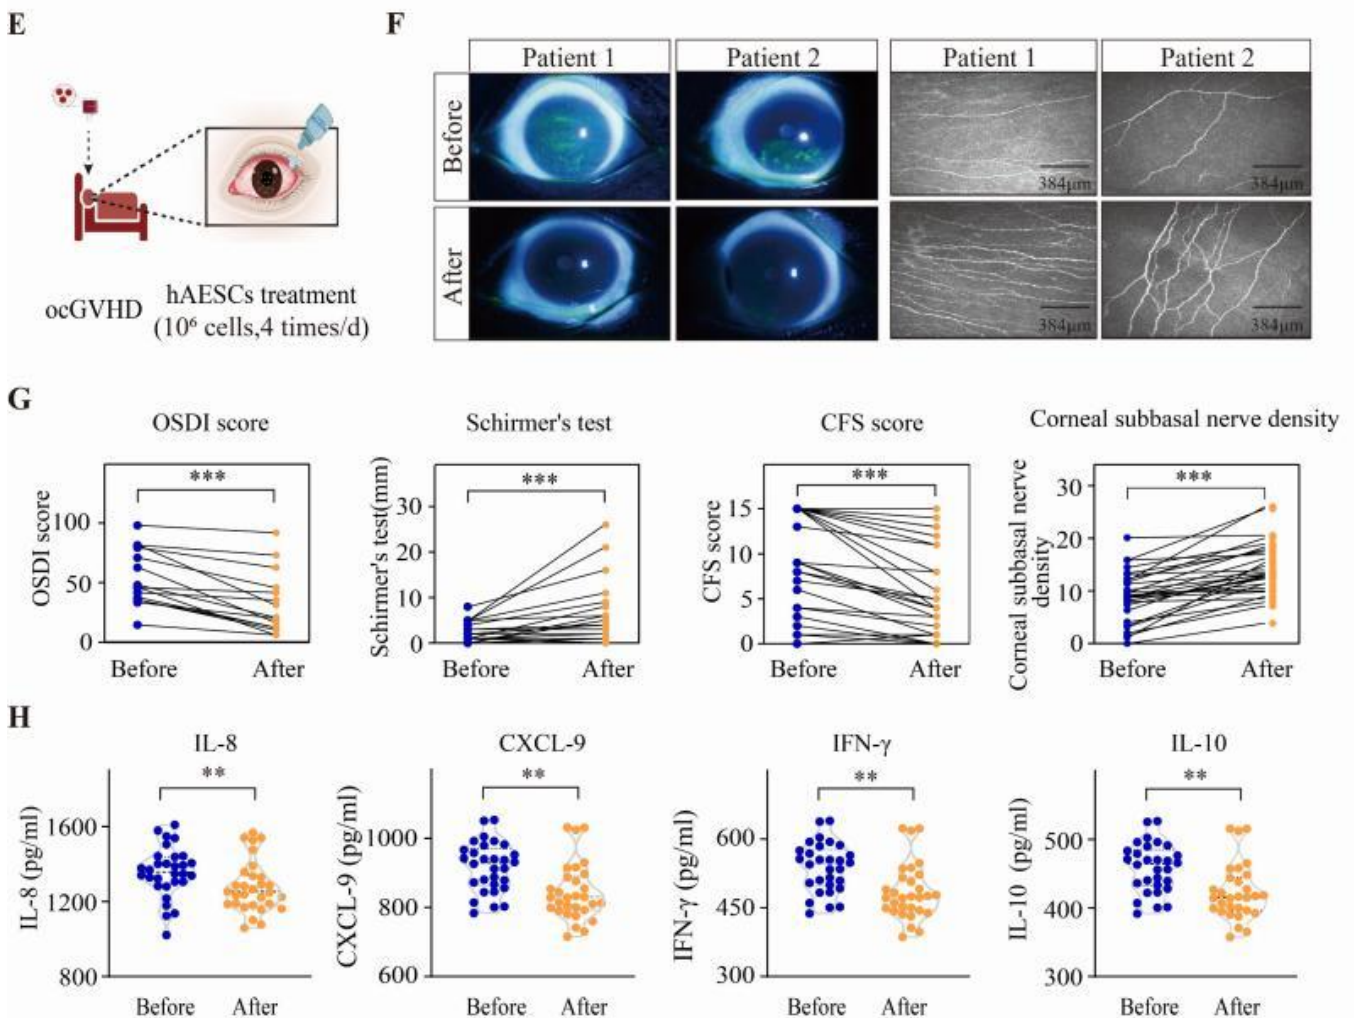 E
ocGVHD
hAESCs treatment
(10⁶ cells,4 times/d)
F
Patient 1
Patient 2
Patient 1
Patient 2
Before
384μm
384μm
After
384μm
384μm
G
OSDI score
***
OSDI score
100
50
0
Before
After
Schirmer's test
***
Schirmer's test(mm)
30
20
10
0
Before
After
CFS score
***
CFS score
15
10
5
0
Before
After
Corneal subbasal nerve density
***
Corneal subbasal nerve
density
30
20
10
0
Before
After
H
IL-8
**
IL-8 (pg/ml)
1600
1200
800
Before
After
CXCL-9
**
CXCL-9 (pg/ml)
1000
800
600
Before
After
IFN-γ
**
IFN-γ (pg/ml)
600
450
300
Before
After
IL-10
**
IL-10 (pg/ml)
500
400
300
Before
After